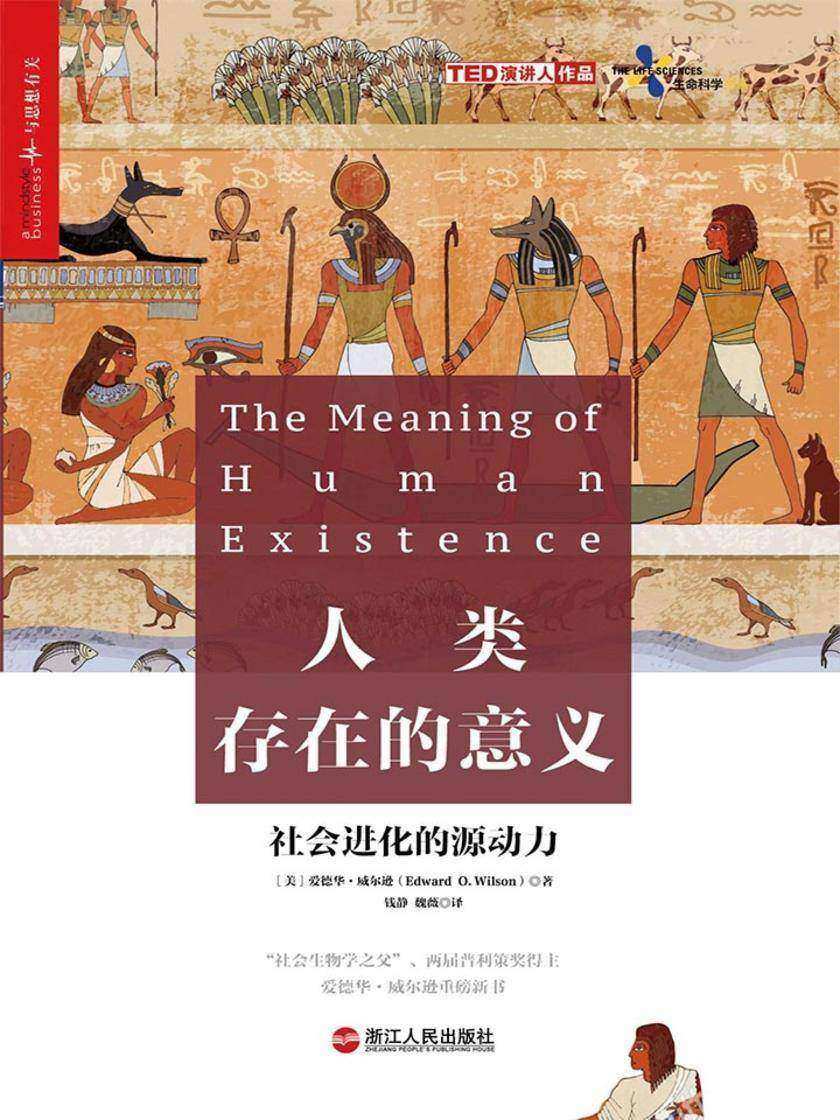 与思想有关
a mindstyle business
TED演讲人作品
THE LIFE SCIENCES
生命科学
The Meaning of
Human
Existence
人类
存在的意义
社会进化的源动力
[美]爱德华·威尔逊(Edward O. Wilson)◎著
钱静 魏薇◎译
“社会生物学之父”、两届普利策奖得主
爱德华·威尔逊重磅新书
浙江人民出版社
ZHEJIANG PEOPLE'S PUBLISHING HOUSE